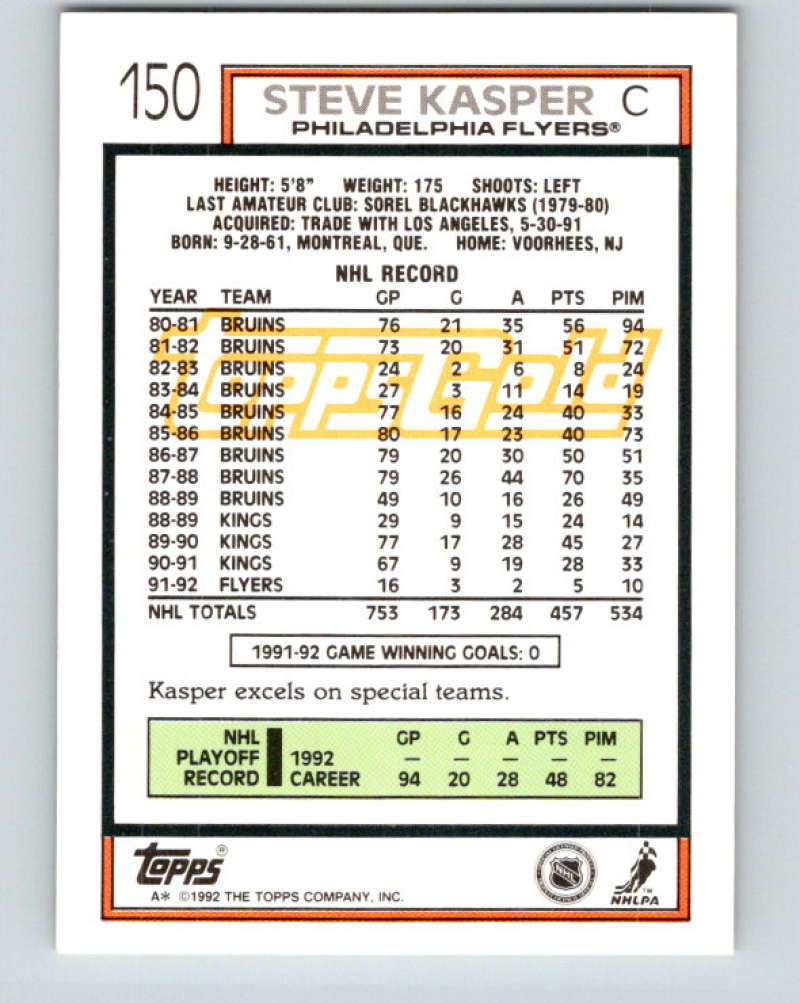 150
STEVE KASPER C
PHILADELPHIA FLYERS®
HEIGHT: 5'8" WEIGHT: 175 SHOOTS: LEFT
LAST AMATEUR CLUB: SOREL BLACKHAWKS (1979-80)
ACQUIRED: TRADE WITH LOS ANGELES, 5-30-91
BORN: 9-28-61, MONTREAL, QUE. HOME: VOORHEES, NJ
NHL RECORD
YEAR TEAM GP G A PTS PIM
80-81 BRUINS 76 21 35 56 94
81-82 BRUINS 73 20 31 51 72
82-83 BRUINS 24 2 6 8 24
83-84 BRUINS 27 3 11 14 19
84-85 BRUINS 77 16 24 40 33
85-86 BRUINS 80 17 23 40 73
86-87 BRUINS 79 20 30 50 51
87-88 BRUINS 79 26 44 70 35
88-89 BRUINS 49 10 16 26 49
88-89 KINGS 29 9 15 24 14
89-90 KINGS 77 17 28 45 27
90-91 KINGS 67 9 19 28 33
91-92 FLYERS 16 3 2 5 10
NHL TOTALS 753 173 284 457 534
Topps Gold
1991-92 GAME WINNING GOALS: 0
Kasper excels on special teams.
NHL PLAYOFF RECORD
GP G A PTS PIM
1992 — — — — —
CAREER 94 20 28 48 82
Topps®
A* ©1992 THE TOPPS COMPANY, INC.
NHL
TM
NHLPA